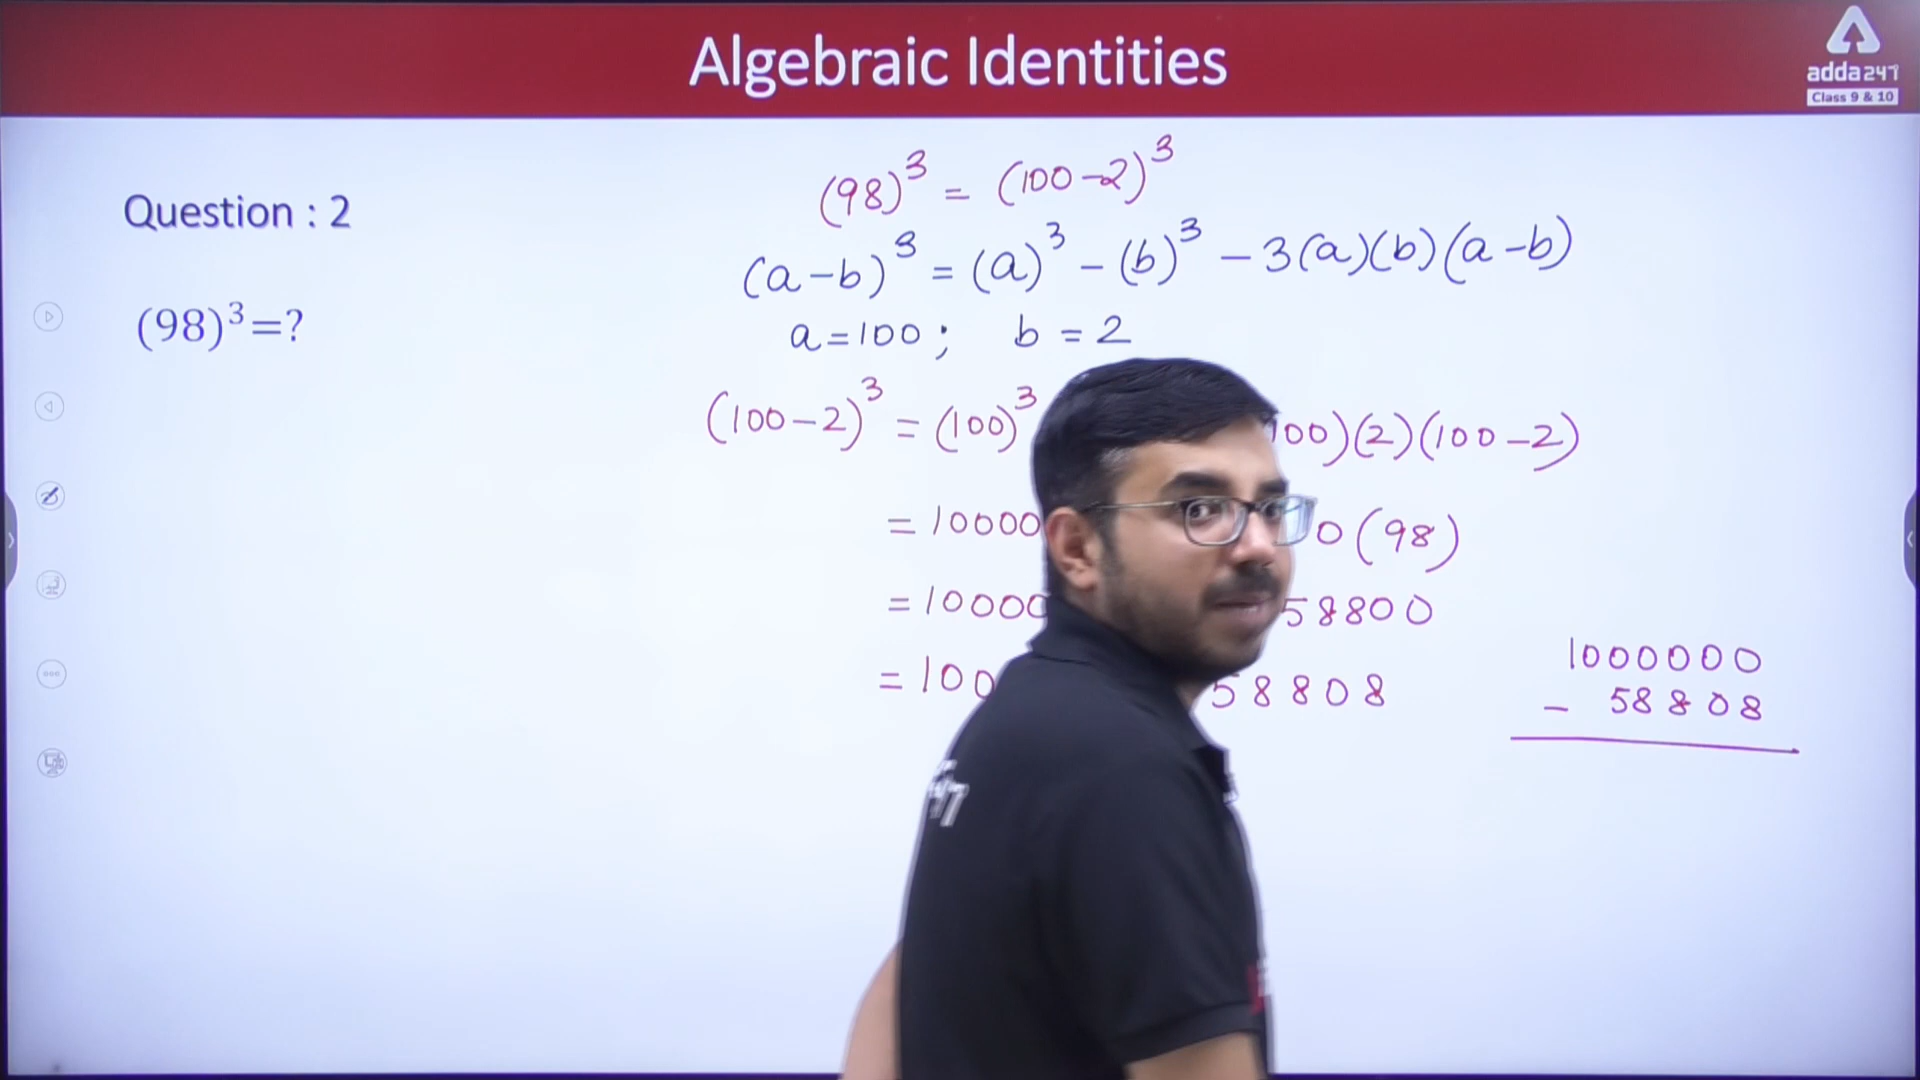 Algebraic Identities
adda247
Class 9 & 10
Question : 2
(98)³=?
(98)³ = (100-2)³
(a-b)³ = (a)³ - (b)³ - 3(a)(b)(a-b)
a=100 ; b = 2
(100-2)³ = (100)³ 100)(2)(100-2)
= 10000 0(98)
= 10000 58800
= 100 58808
1000000
- 58808